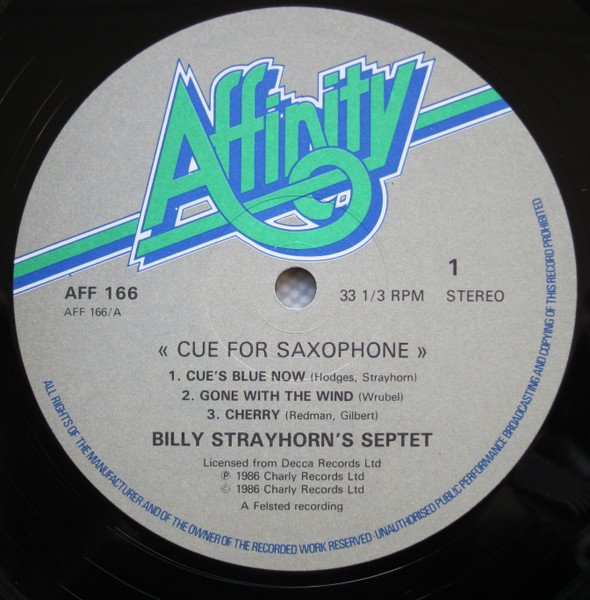 Affinity
AFF 166
AFF 166/A
33 1/3 RPM
1
STEREO
« CUE FOR SAXOPHONE »
1. CUE'S BLUE NOW (Hodges, Strayhorn)
2. GONE WITH THE WIND (Wrubel)
3. CHERRY (Redman, Gilbert)
BILLY STRAYHORN'S SEPTET
Licensed from Decca Records Ltd
℗ 1986 Charly Records Ltd
© 1986 Charly Records Ltd
A Felsted recording
ALL RIGHTS OF THE MANUFACTURER AND OF THE OWNER OF THE RECORDED WORK RESERVED · UNAUTHORISED PUBLIC PERFORMANCE BROADCASTING AND COPYING OF THIS RECORD PROHIBITED